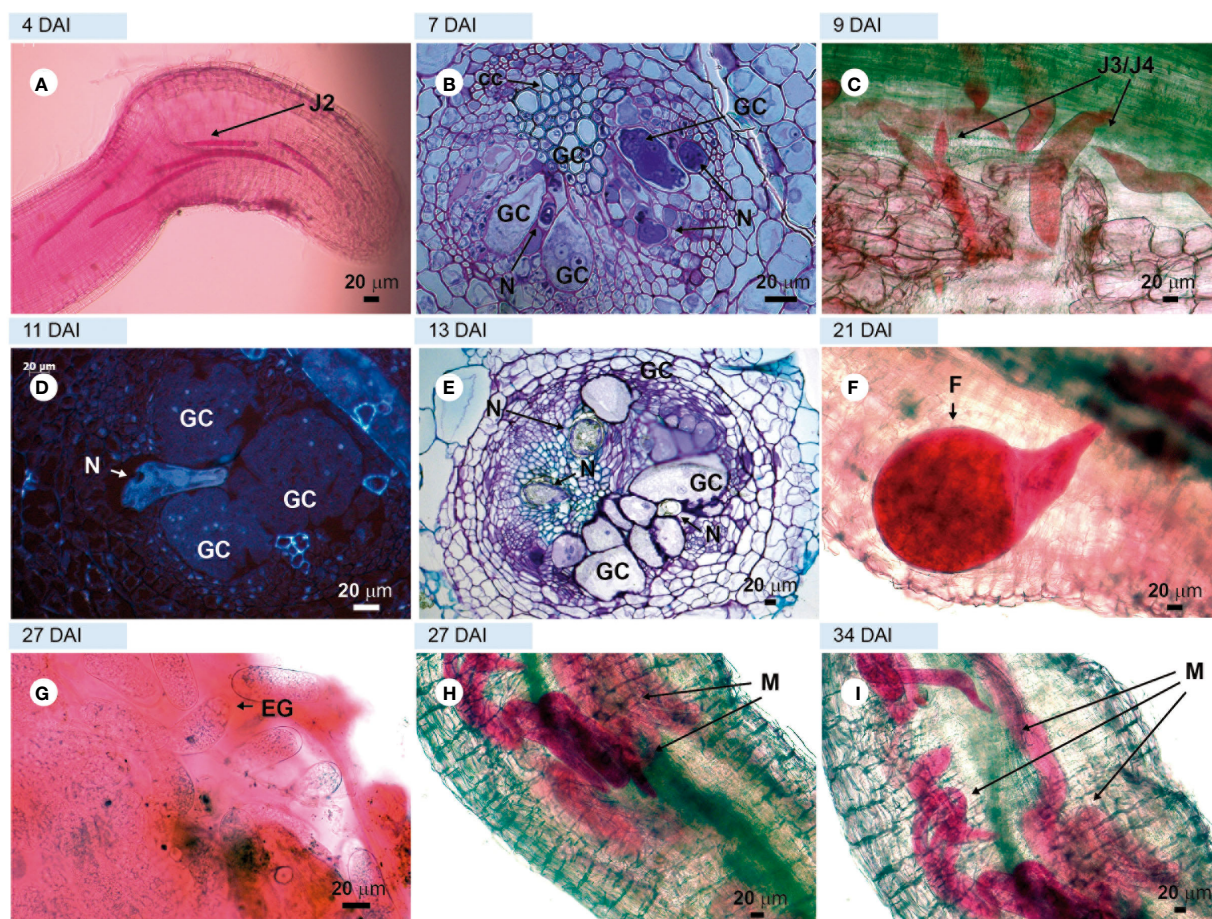 4 DAI
7 DAI
9 DAI
A
J2
20 μm
B
CC
GC
GC
GC
N
N
GC
20 μm
C
J3/J4
20 μm
11 DAI
13 DAI
21 DAI
20 μm
D
GC
N
GC
GC
20 μm
E
GC
N
N
GC
N
GC
20 μm
F
F
20 μm
27 DAI
27 DAI
34 DAI
G
EG
20 μm
H
M
20 μm
I
M
20 μm